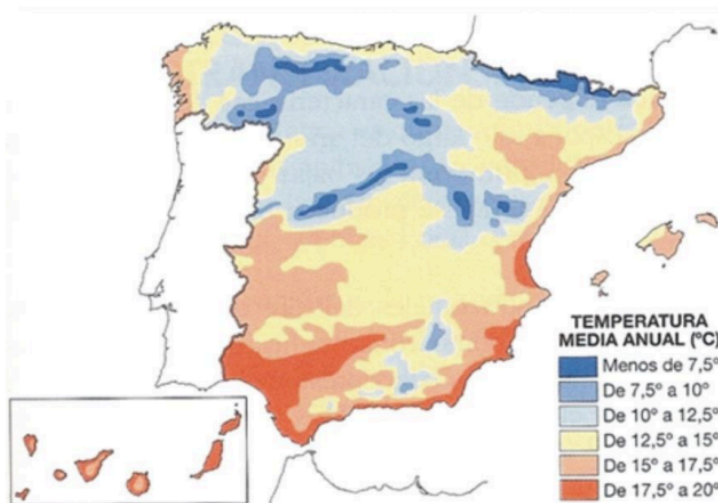 TEMPERATURA
MEDIA ANUAL (ºC)
Menos de 7,5º
De 7,5º a 10º
De 10º a 12,5º
De 12,5º a 15º
De 15º a 17,5º
De 17,5º a 20º